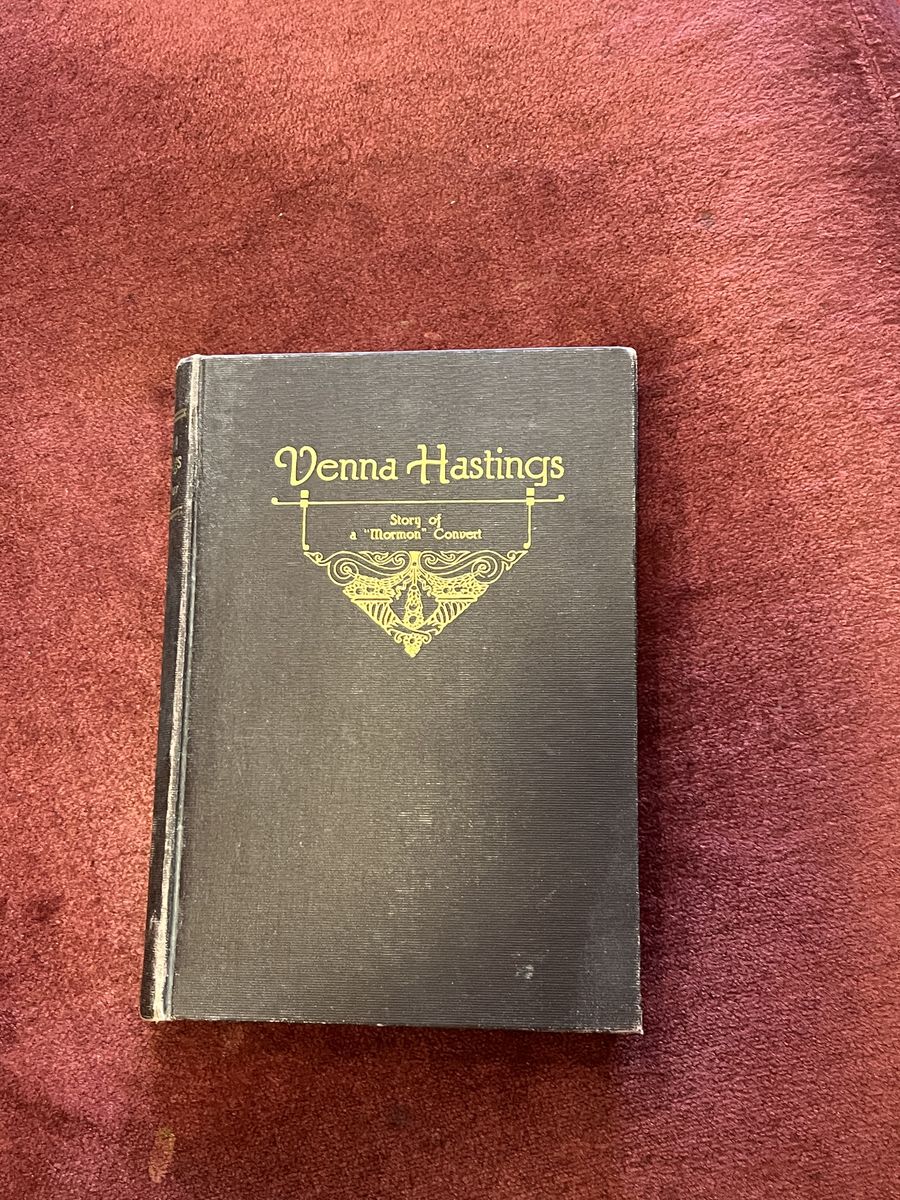 Venna Hastings
Story of
a "Mormon" Convert